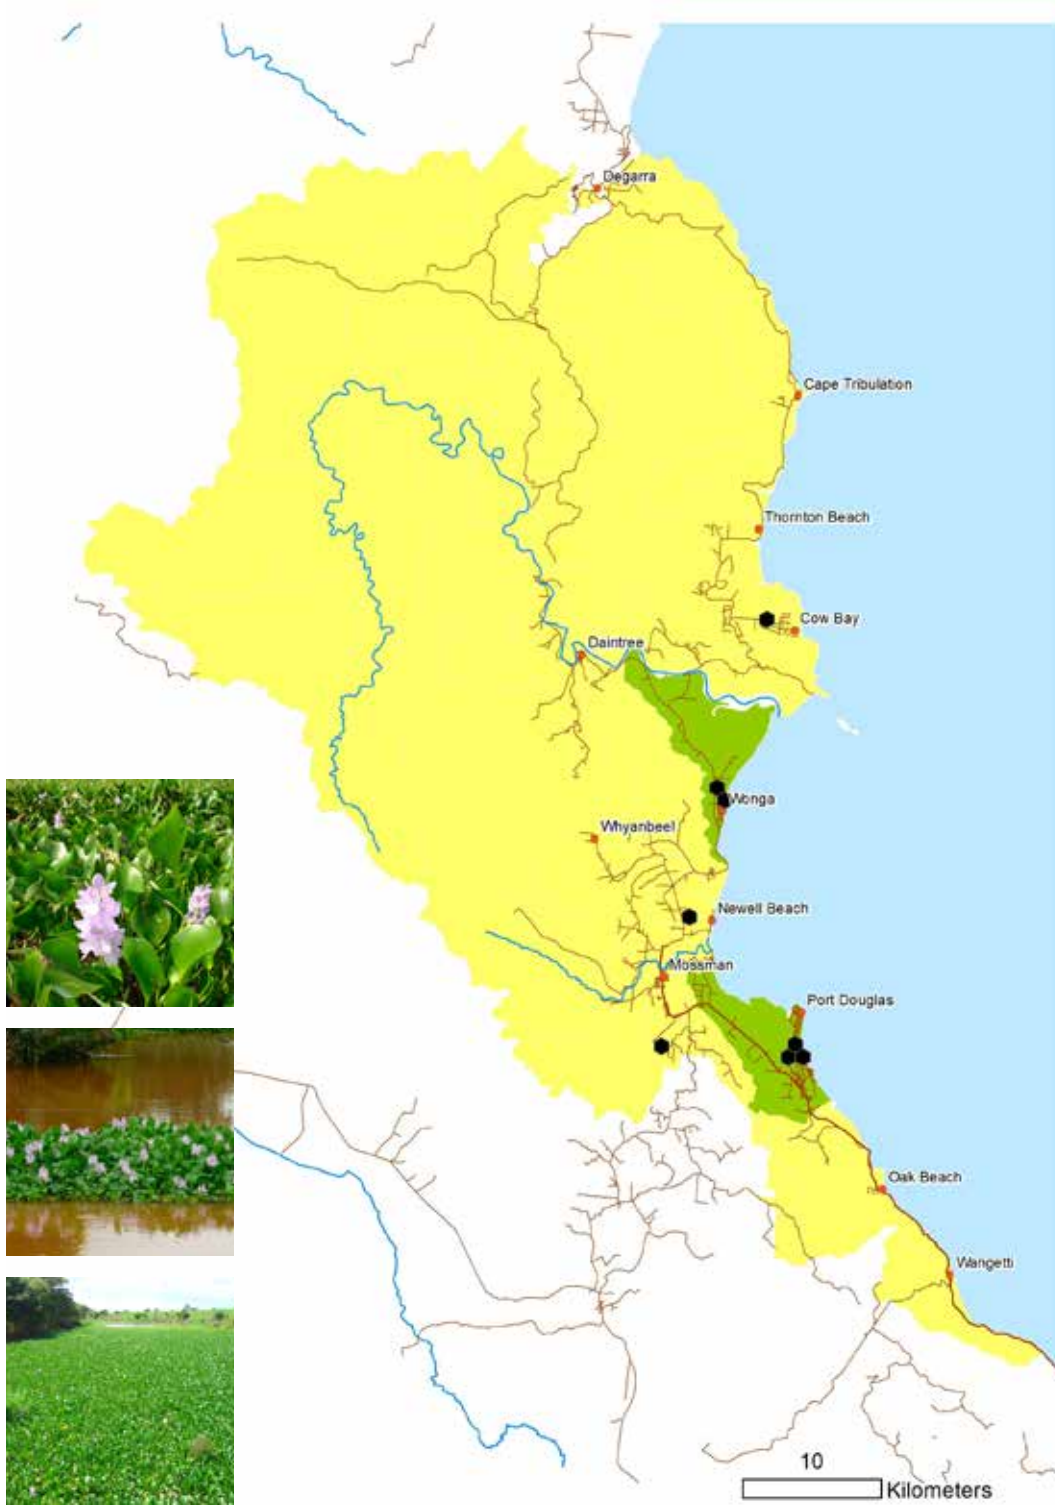 Degarra
Cape Tribulation
Thornton Beach
Cow Bay
Daintree
Wonga
Whyanbeel
Newell Beach
Mossman
Port Douglas
Oak Beach
Wangetti
10
Kilometers